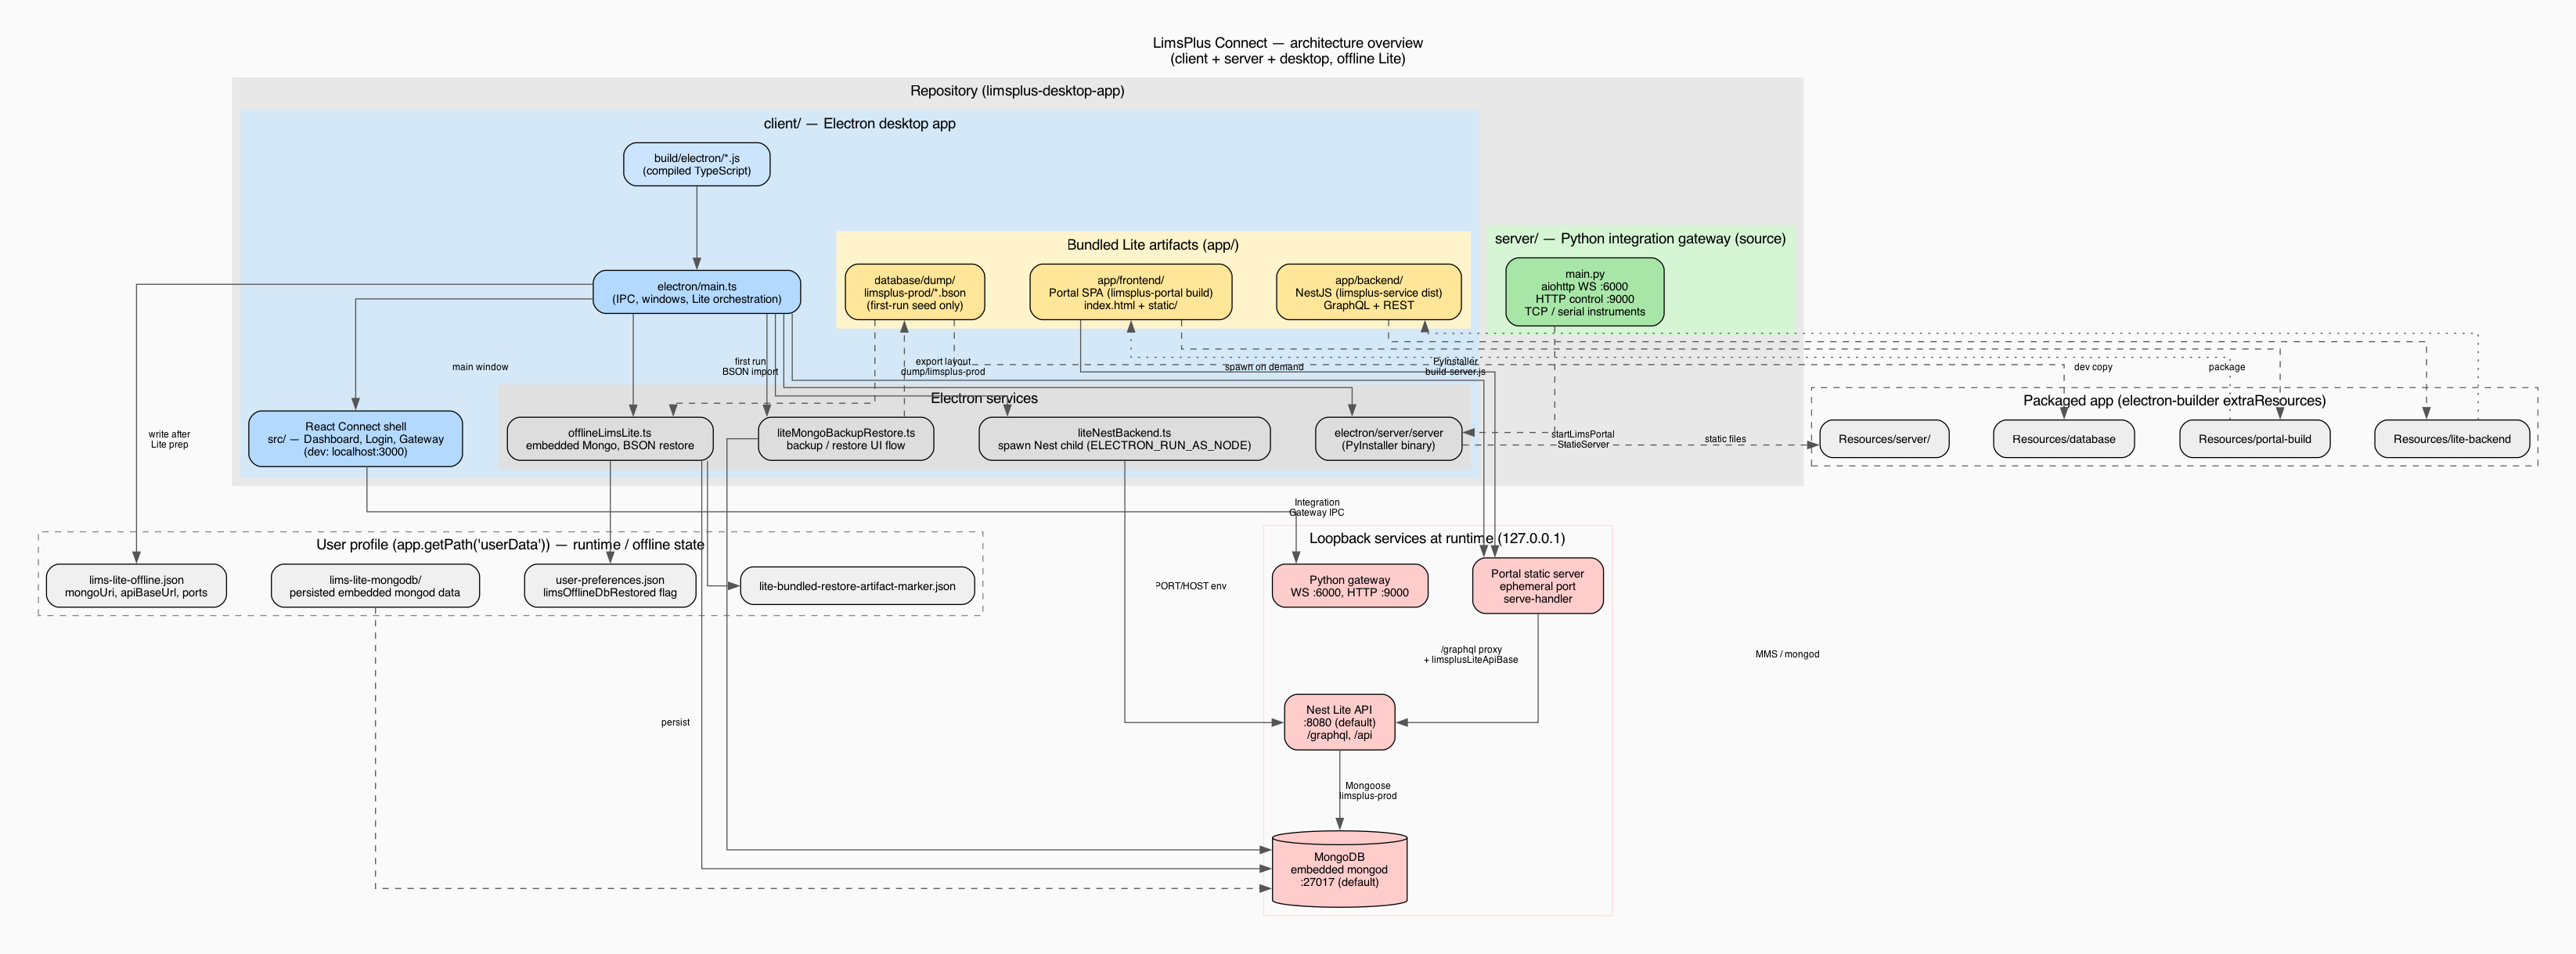 LimsPlus Connect — architecture overview
(client + server + desktop, offline Lite)
Repository (limsplus-desktop-app)
client/ — Electron desktop app
build/electron/*.js
(compiled TypeScript)
electron/main.ts
(IPC, windows, Lite orchestration)
Bundled Lite artifacts (app/)
database/dump/
limsplus-prod/*.bson
(first-run seed only)
app/frontend/
Portal SPA (limsplus-portal build)
index.html + static/
app/backend/
NestJS (limsplus-service dist)
GraphQL + REST
server/ — Python integration gateway (source)
main.py
aiohttp WS :6000
HTTP control :9000
TCP / serial instruments
main window
first run
BSON import
export layout
dump/limsplus-prod
spawn on demand
PyInstaller
build-server.js
dev copy
package
Electron services
React Connect shell
src/ — Dashboard, Login, Gateway
(dev: localhost:3000)
offlineLimsLite.ts
embedded Mongo, BSON restore
liteMongoBackupRestore.ts
backup / restore UI flow
liteNestBackend.ts
spawn Nest child (ELECTRON_RUN_AS_NODE)
electron/server/server
(PyInstaller binary)
startLimsPortal
StaticServer
static files
Packaged app (electron-builder extraResources)
Resources/server/
Resources/database
Resources/portal-build
Resources/lite-backend
write after
Lite prep
Integration
Gateway IPC
User profile (app.getPath('userData')) — runtime / offline state
lims-lite-offline.json
mongoUri, apiBaseUrl, ports
lims-lite-mongodb/
persisted embedded mongod data
user-preferences.json
limsOfflineDbRestored flag
lite-bundled-restore-artifact-marker.json
PORT/HOST env
Loopback services at runtime (127.0.0.1)
Python gateway
WS :6000, HTTP :9000
Portal static server
ephemeral port
serve-handler
/graphql proxy
+ limsplusLiteApiBase
MMS / mongod
persist
Nest Lite API
:8080 (default)
/graphql, /api
Mongoose
limsplus-prod
MongoDB
embedded mongod
:27017 (default)